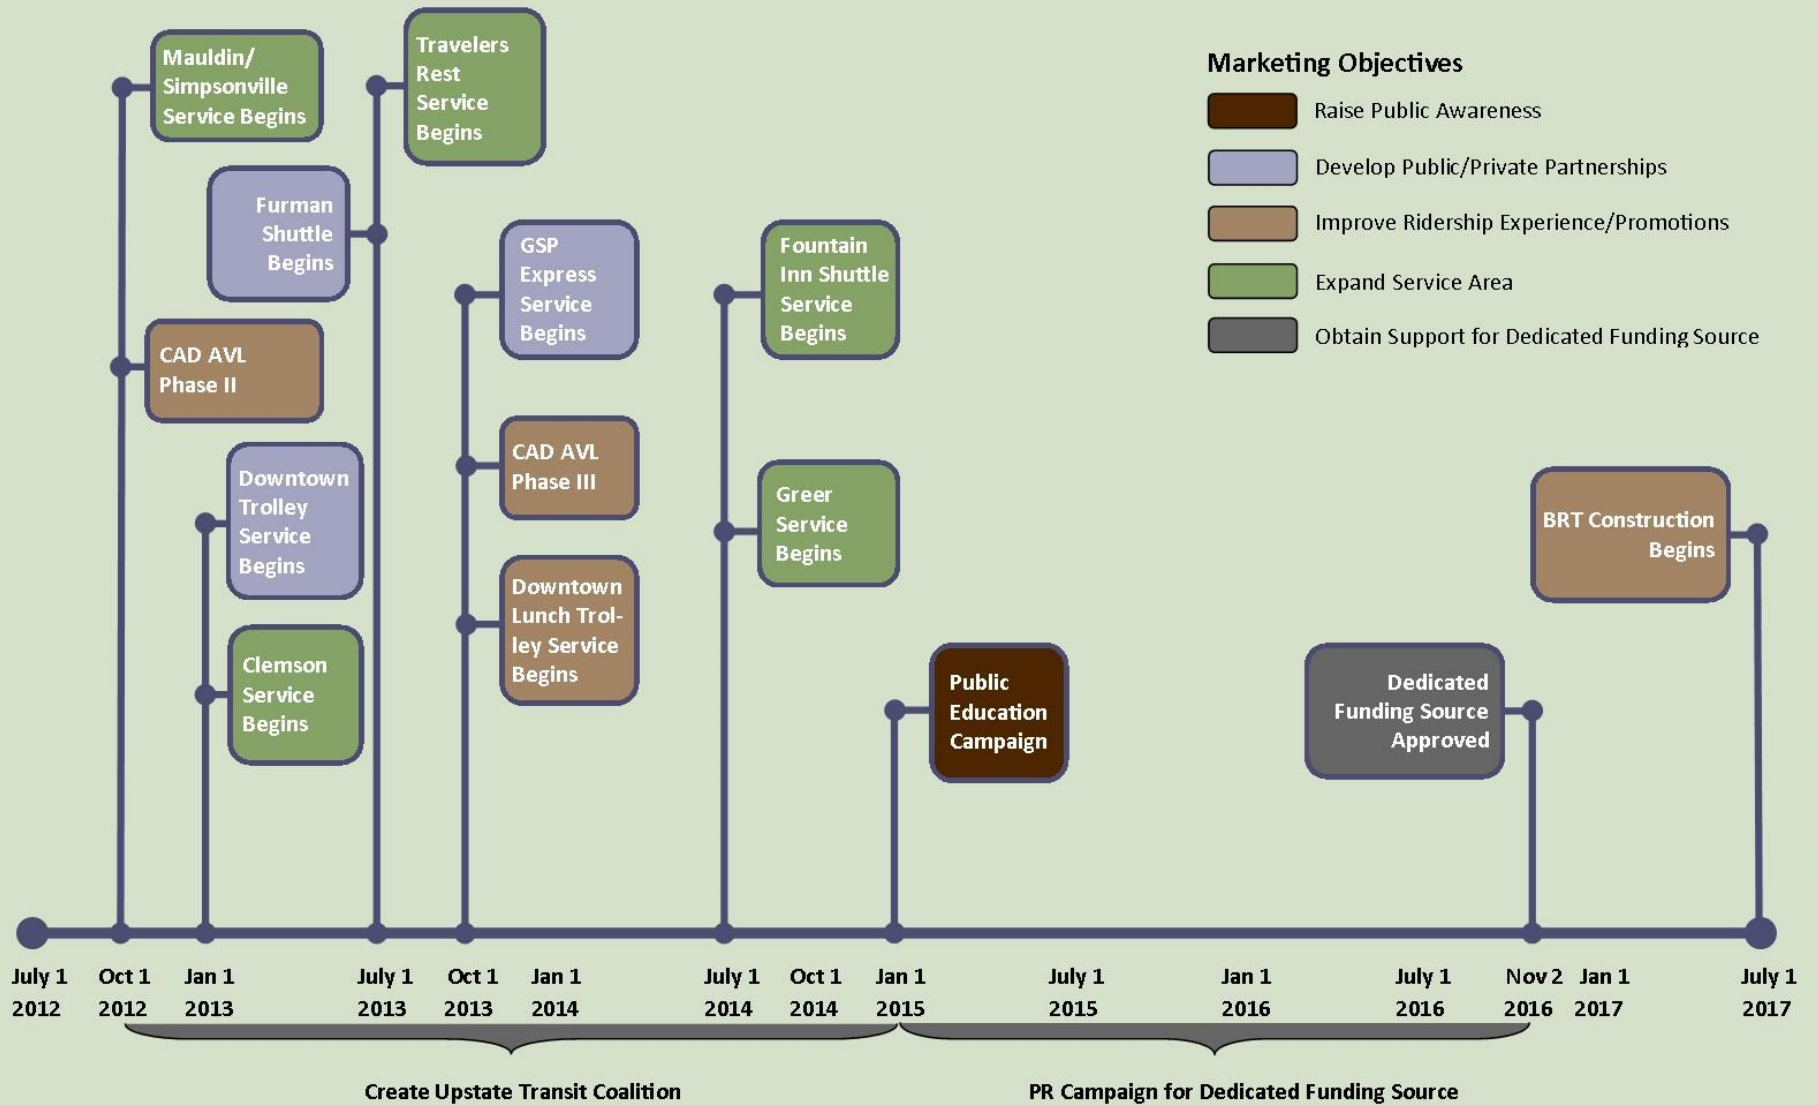 Mauldin/
Simpsonville
Service Begins
Travelers
Rest
Service
Begins
Furman
Shuttle
Begins
CAD AVL
Phase II
Downtown
Trolley
Service
Begins
Clemson
Service
Begins
GSP
Express
Service
Begins
CAD AVL
Phase III
Downtown
Lunch Trol-
ley Service
Begins
Fountain
Inn Shuttle
Service
Begins
Greer
Service
Begins
Public
Education
Campaign
Dedicated
Funding Source
Approved
BRT Construction
Begins
Marketing Objectives
Raise Public Awareness
Develop Public/Private Partnerships
Improve Ridership Experience/Promotions
Expand Service Area
Obtain Support for Dedicated Funding Source
July 1
2012
Oct 1
2012
Jan 1
2013
July 1
2013
Oct 1
2013
Jan 1
2014
July 1
2014
Oct 1
2014
Jan 1
2015
July 1
2015
Jan 1
2016
July 1
2016
Nov 2
2016
Jan 1
2017
July 1
2017
Create Upstate Transit Coalition
PR Campaign for Dedicated Funding Source